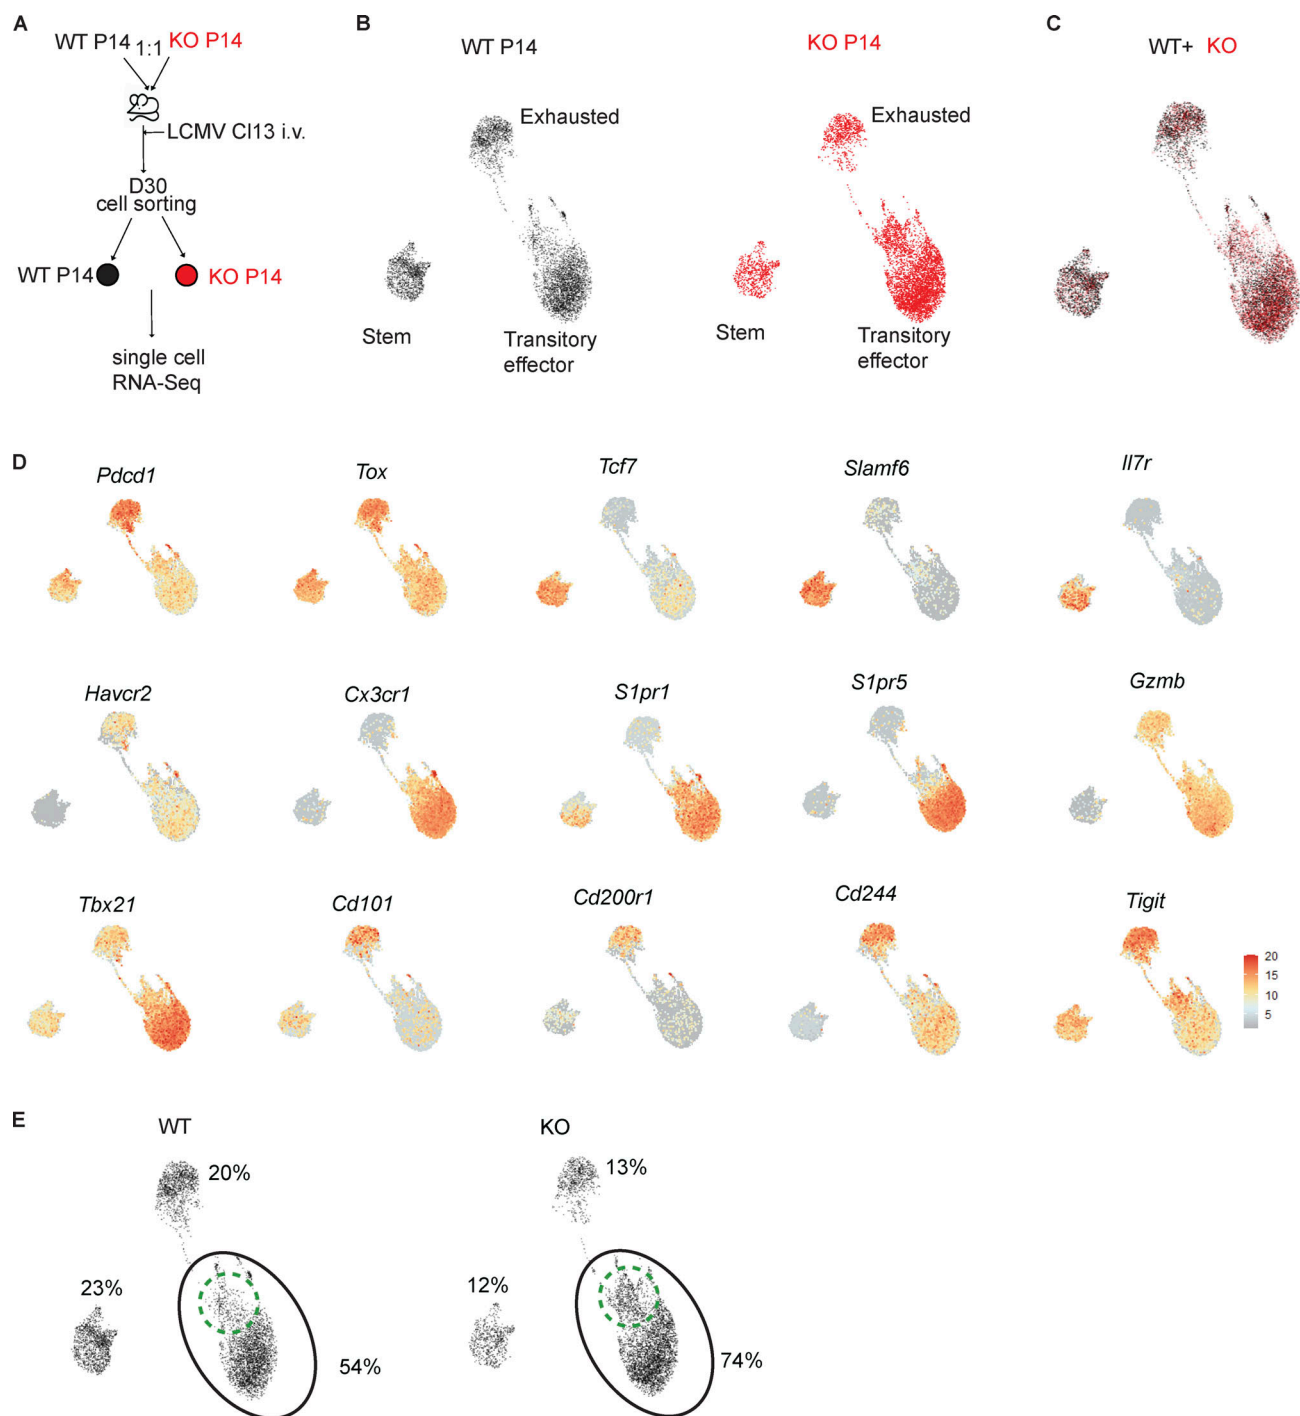 A
WT P14 1:1 KO P14
LCMV Cl13 i.v.
D30
cell sorting
WT P14
KO P14
single cell
RNA-Seq
B
WT P14
KO P14
Exhausted
Exhausted
Stem
Transitory
effector
Stem
Transitory
effector
C
WT+ KO
D
Pdcd1
Tox
Tcf7
Slamf6
Il7r
Havcr2
Cx3cr1
S1pr1
S1pr5
Gzmb
Tbx21
Cd101
Cd200r1
Cd244
Tigit
20
15
10
5
E
WT
KO
20%
13%
23%
12%
54%
74%